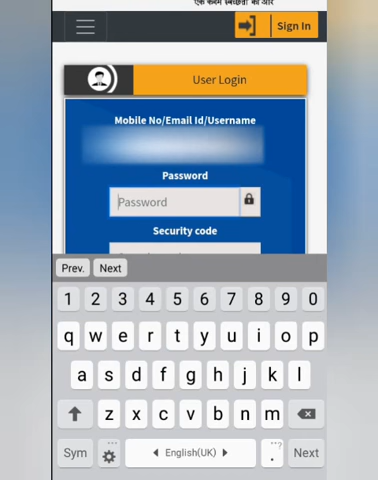 एक कदम स्वच्छता की ओर
Sign In
User Login
Mobile No/Email Id/Username
Password
Password
Security code
Prev. Next
1 2 3 4 5 6 7 8 9 0
q w e r t y u i o p
a s d f g h j k l
z x c v b n m
Sym English(UK) . Next